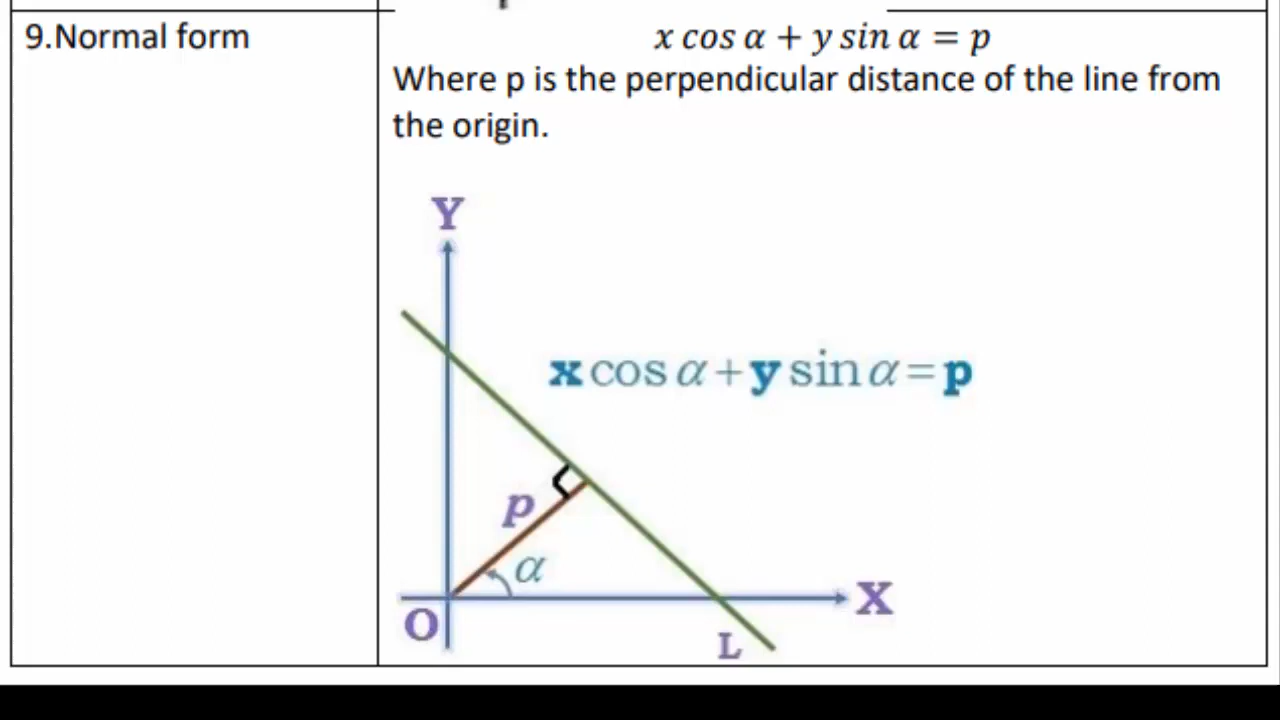 9.Normal form
x cos α + y sin α = p
Where p is the perpendicular distance of the line from
the origin.
Y
x cos α + y sin α = p
p
α
X
O
L